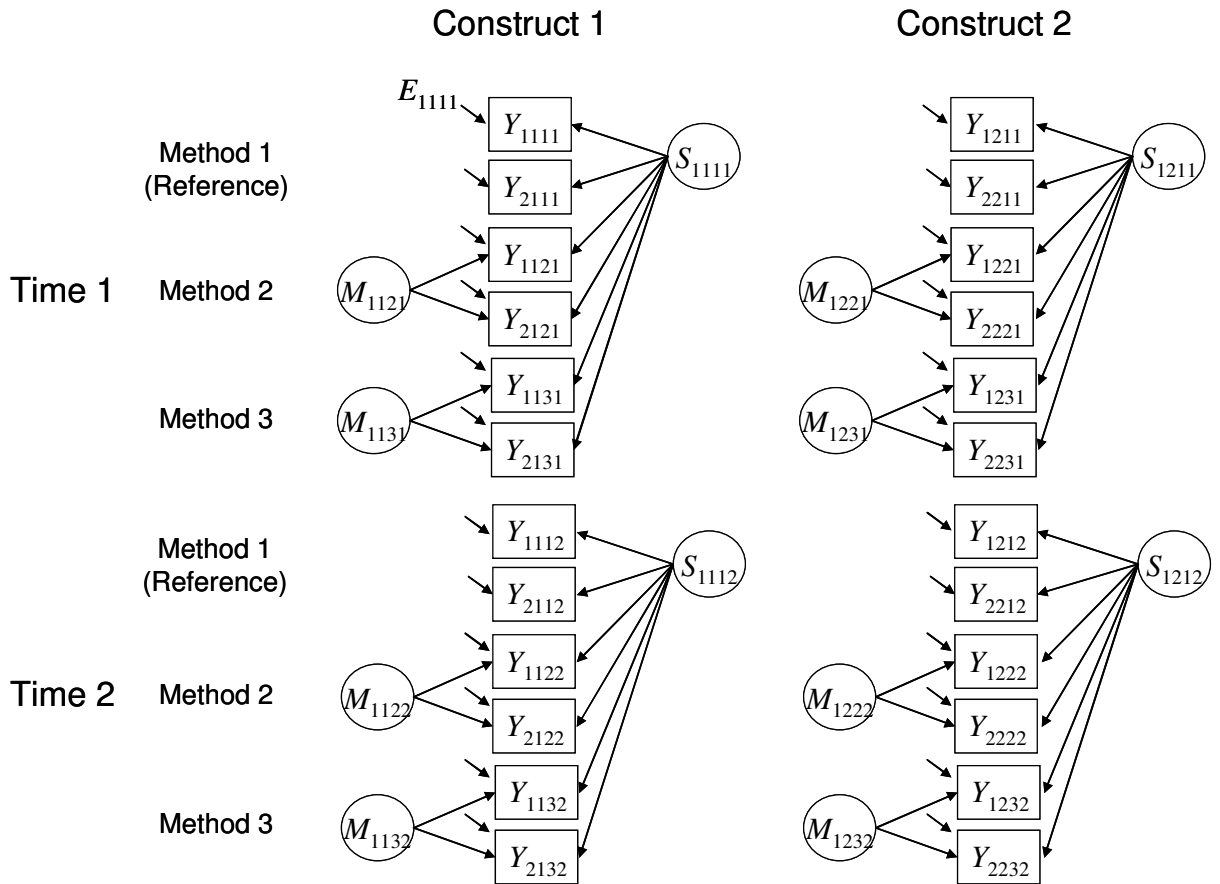 Construct 1 Construct 2
E1111
Y1111 Y1211
Method 1
(Reference)
S1111 S1211
Y2111 Y2211
Y1121 Y1221
Time 1 Method 2 M1121 M1221
Y2121 Y2221
Y1131 Y1231
Method 3 M1131 M1231
Y2131 Y2231
Y1112 Y1212
Method 1
(Reference)
S1112 S1212
Y2112 Y2212
Y1122 Y1222
Time 2 Method 2 M1122 M1222
Y2122 Y2222
Y1132 Y1232
Method 3 M1132 M1232
Y2132 Y2232